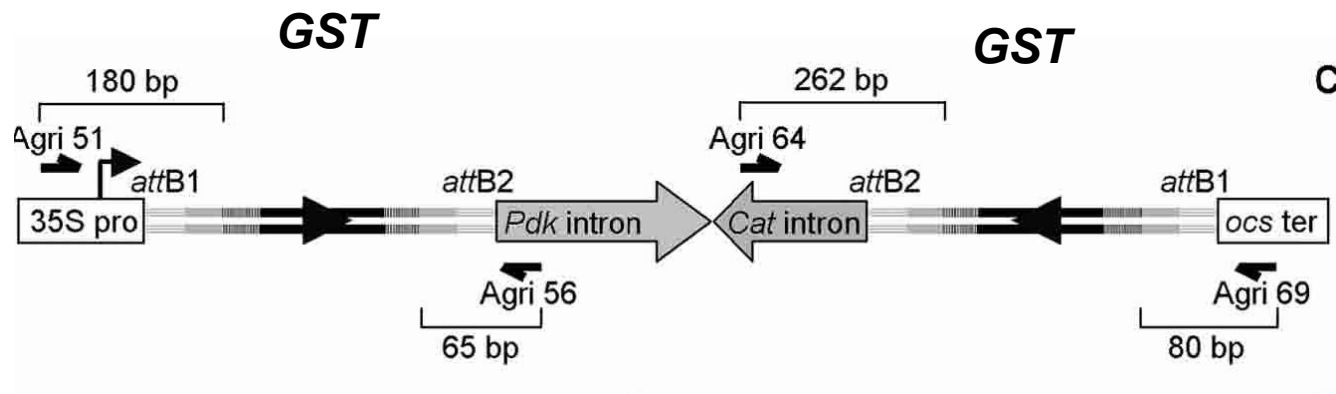 GST
GST
180 bp
262 bp
C
Agri 51
Agri 64
attB1
attB2
attB2
attB1
35S pro
Pdk intron
Cat intron
ocs ter
Agri 56
Agri 69
65 bp
80 bp